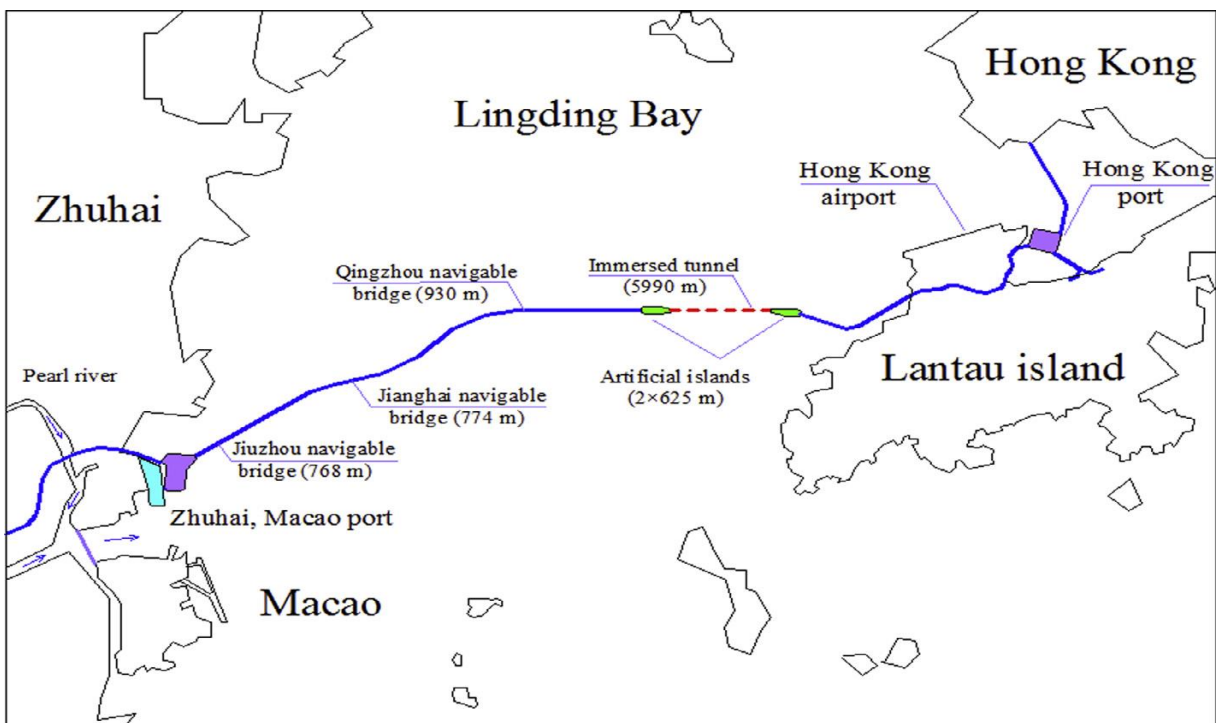 Hong Kong
Lingding Bay
Hong Kong
airport
Hong Kong
port
Zhuhai
Qingzhou navigable
bridge (930 m)
Immersed tunnel
(5990 m)
Pearl river
Jianghai navigable
bridge (774 m)
Artificial islands
(2×625 m)
Lantau island
Jiuzhou navigable
bridge (768 m)
Zhuhai, Macao port
Macao